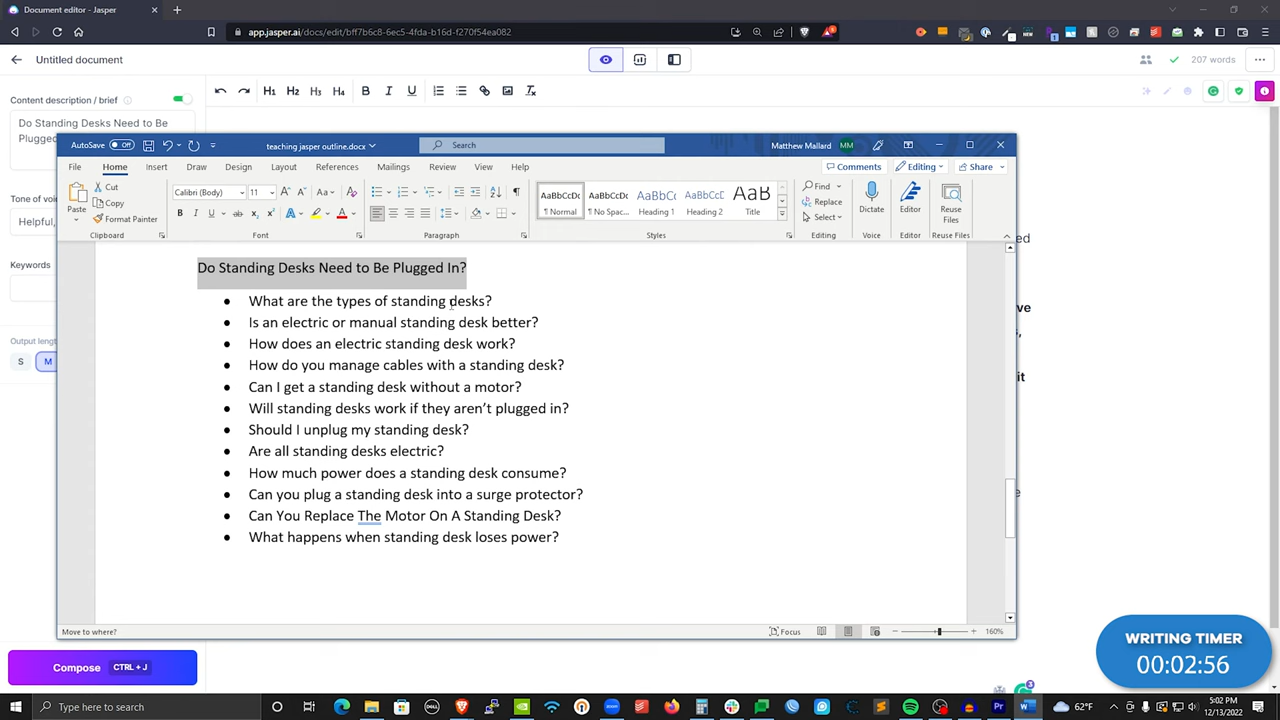 Document editor - Jasper
app.jasper.ai/docs/edit/bff7b6c8-6ec5-4fda-b16d-f270f54ea082
Untitled document
207 words
H1 H2 H3 H4 B I U
Content description / brief
Do Standing Desks Need to Be
Plugged
Tone of voice
Helpful,
Keywords
Output length
S M
Compose CTRL + J
AutoSave Off
teaching jasper outline.docx
Search
Matthew Mallard MM
File Home Insert Draw Design Layout References Mailings Review View Help
Comments Editing Share
Paste
Cut
Copy
Format Painter
Clipboard
Calibri (Body) 11
Font
Paragraph
AaBbCcDc AaBbCcDc AaBbCc AaBbCcD AaB
Normal No Spac... Heading 1 Heading 2 Title
Styles
Find
Replace
Select
Editing
Dictate
Voice
Editor
Editor
Reuse Files
Reuse Files
Do Standing Desks Need to Be Plugged In?
• What are the types of standing desks?
• Is an electric or manual standing desk better?
• How does an electric standing desk work?
• How do you manage cables with a standing desk?
• Can I get a standing desk without a motor?
• Will standing desks work if they aren't plugged in?
• Should I unplug my standing desk?
• Are all standing desks electric?
• How much power does a standing desk consume?
• Can you plug a standing desk into a surge protector?
• Can You Replace The Motor On A Standing Desk?
• What happens when standing desk loses power?
Move to where?
Focus
160%
WRITING TIMER
00:02:56
Type here to search
62°F
5:02 PM
12/13/2022